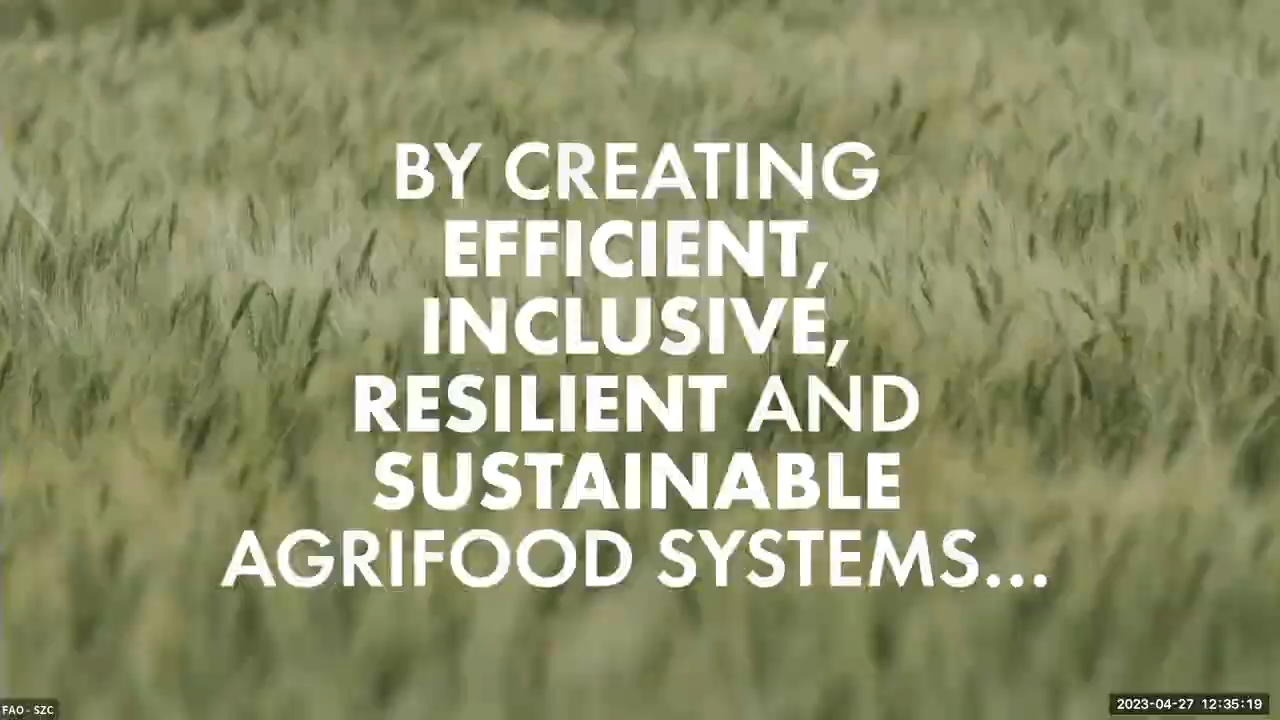 BY CREATING
EFFICIENT,
INCLUSIVE,
RESILIENT AND
SUSTAINABLE
AGRIFOOD SYSTEMS...
FAO - SZC
2023-04-27 12:35:19